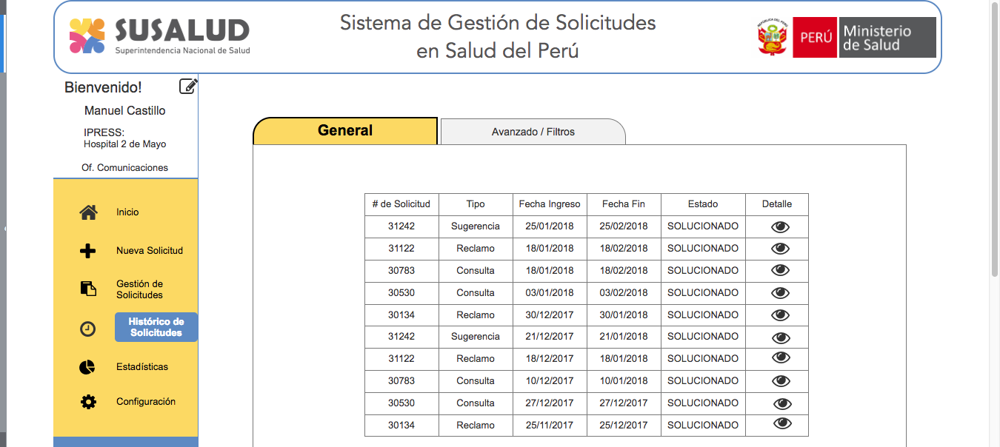 SUSALUD
Superintendencia Nacional de Salud
Sistema de Gestión de Solicitudes
en Salud del Perú
REPUBLICA DEL PERÚ
PERÚ
Ministerio
de Salud
Bienvenido!
Manuel Castillo
IPRESS:
Hospital 2 de Mayo
Of. Comunicaciones
Inicio
Nueva Solicitud
Gestión de
Solicitudes
Histórico de
Solicitudes
Estadísticas
Configuración
General
Avanzado / Filtros
# de Solicitud Tipo Fecha Ingreso Fecha Fin Estado Detalle
31242 Sugerencia 25/01/2018 25/02/2018 SOLUCIONADO
31122 Reclamo 18/01/2018 18/02/2018 SOLUCIONADO
30783 Consulta 18/01/2018 18/02/2018 SOLUCIONADO
30530 Consulta 03/01/2018 03/02/2018 SOLUCIONADO
30134 Reclamo 30/12/2017 30/01/2018 SOLUCIONADO
31242 Sugerencia 21/12/2017 21/01/2018 SOLUCIONADO
31122 Reclamo 18/12/2017 18/01/2018 SOLUCIONADO
30783 Consulta 10/12/2017 10/01/2018 SOLUCIONADO
30530 Consulta 27/12/2017 27/12/2017 SOLUCIONADO
30134 Reclamo 25/11/2017 25/12/2017 SOLUCIONADO